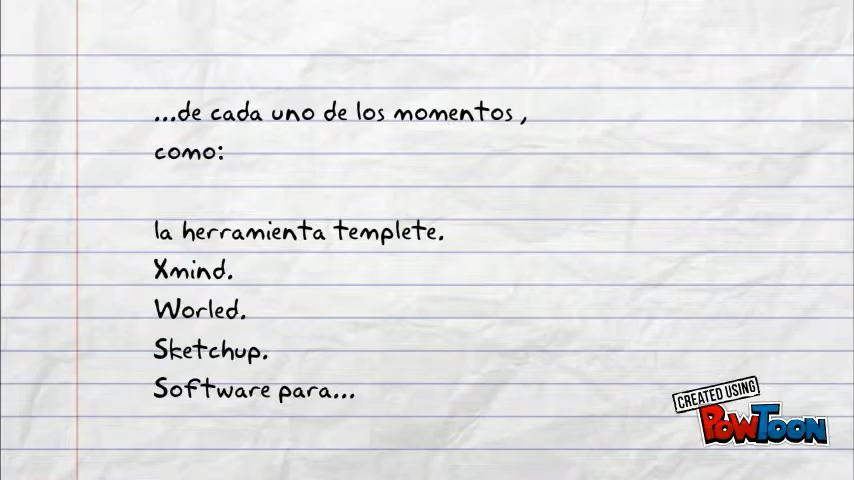 ...de cada uno de los momentos ,
como:
la herramienta templete.
Xmind.
Worled.
Sketchup.
Software para...
CREATED USING
POWTOON